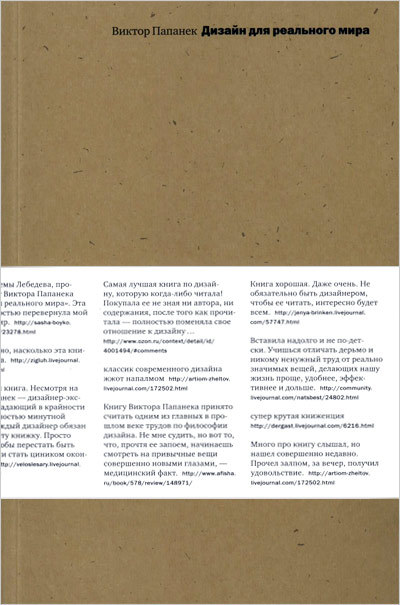 Виктор Папанек Дизайн для реального мира
емы Лебедева, про-
Виктора Папанека
реального мира». Эта
остью перевернула мой
тр. http://sasha-boyko.
/23278.html
но, насколько эта кни-
в. http://zigluh.livejournal.
ml
книга. Несмотря на
нек — дизайнер-экс-
адающий в крайности
ностью минутной
ждый дизайнер обязан
ту книжку. Просто
обы перестать быть
и стать циником окон-
ttp://velosiesary.livejournal.
Самая лучшая книга по дизай-
ну, которую когда-либо читала!
Покупала ее не зная ни автора, ни
содержания, после того как прочи-
тала — полностью поменяла свое
отношение к дизайну ...
http://www.ozon.ru/context/detail/id/
4001494/#comments
классик современного дизайна
жжот напалмом http://artiom-zheltov.
livejournal.com/172502.html
Книгу Виктора Папанека принято
считать одним из главных в про-
шлом веке трудов по философии
дизайна. Не мне судить, но вот то,
что, прочтя ее запоем, начинаешь
смотреть на привычные вещи
совершенно новыми глазами, —
медицинский факт. http://www.afisha.
ru/book/578/review/148971/
Книга хорошая. Даже очень. Не
обязательно быть дизайнером,
чтобы ее читать, интересно будет
всем. http://jenya-brinken.livejournal.
com/57747.html
Вставила надолго и не по-дет-
ски. Учишься отличать дерьмо и
никому ненужный труд от реально
значимых вещей, делающих нашу
жизнь проще, удобнее, эффек-
тивнее и дольше. http://community.
livejournal.com/natsbest/24802.html
супер крутая книженция
http://dergast.livejournal.com/6216.html
Много про книгу слышал, но
нашел совершенно недавно.
Прочел залпом, за вечер, получил
удовольствие. http://artiom-zheltov.
livejournal.com/172502.html